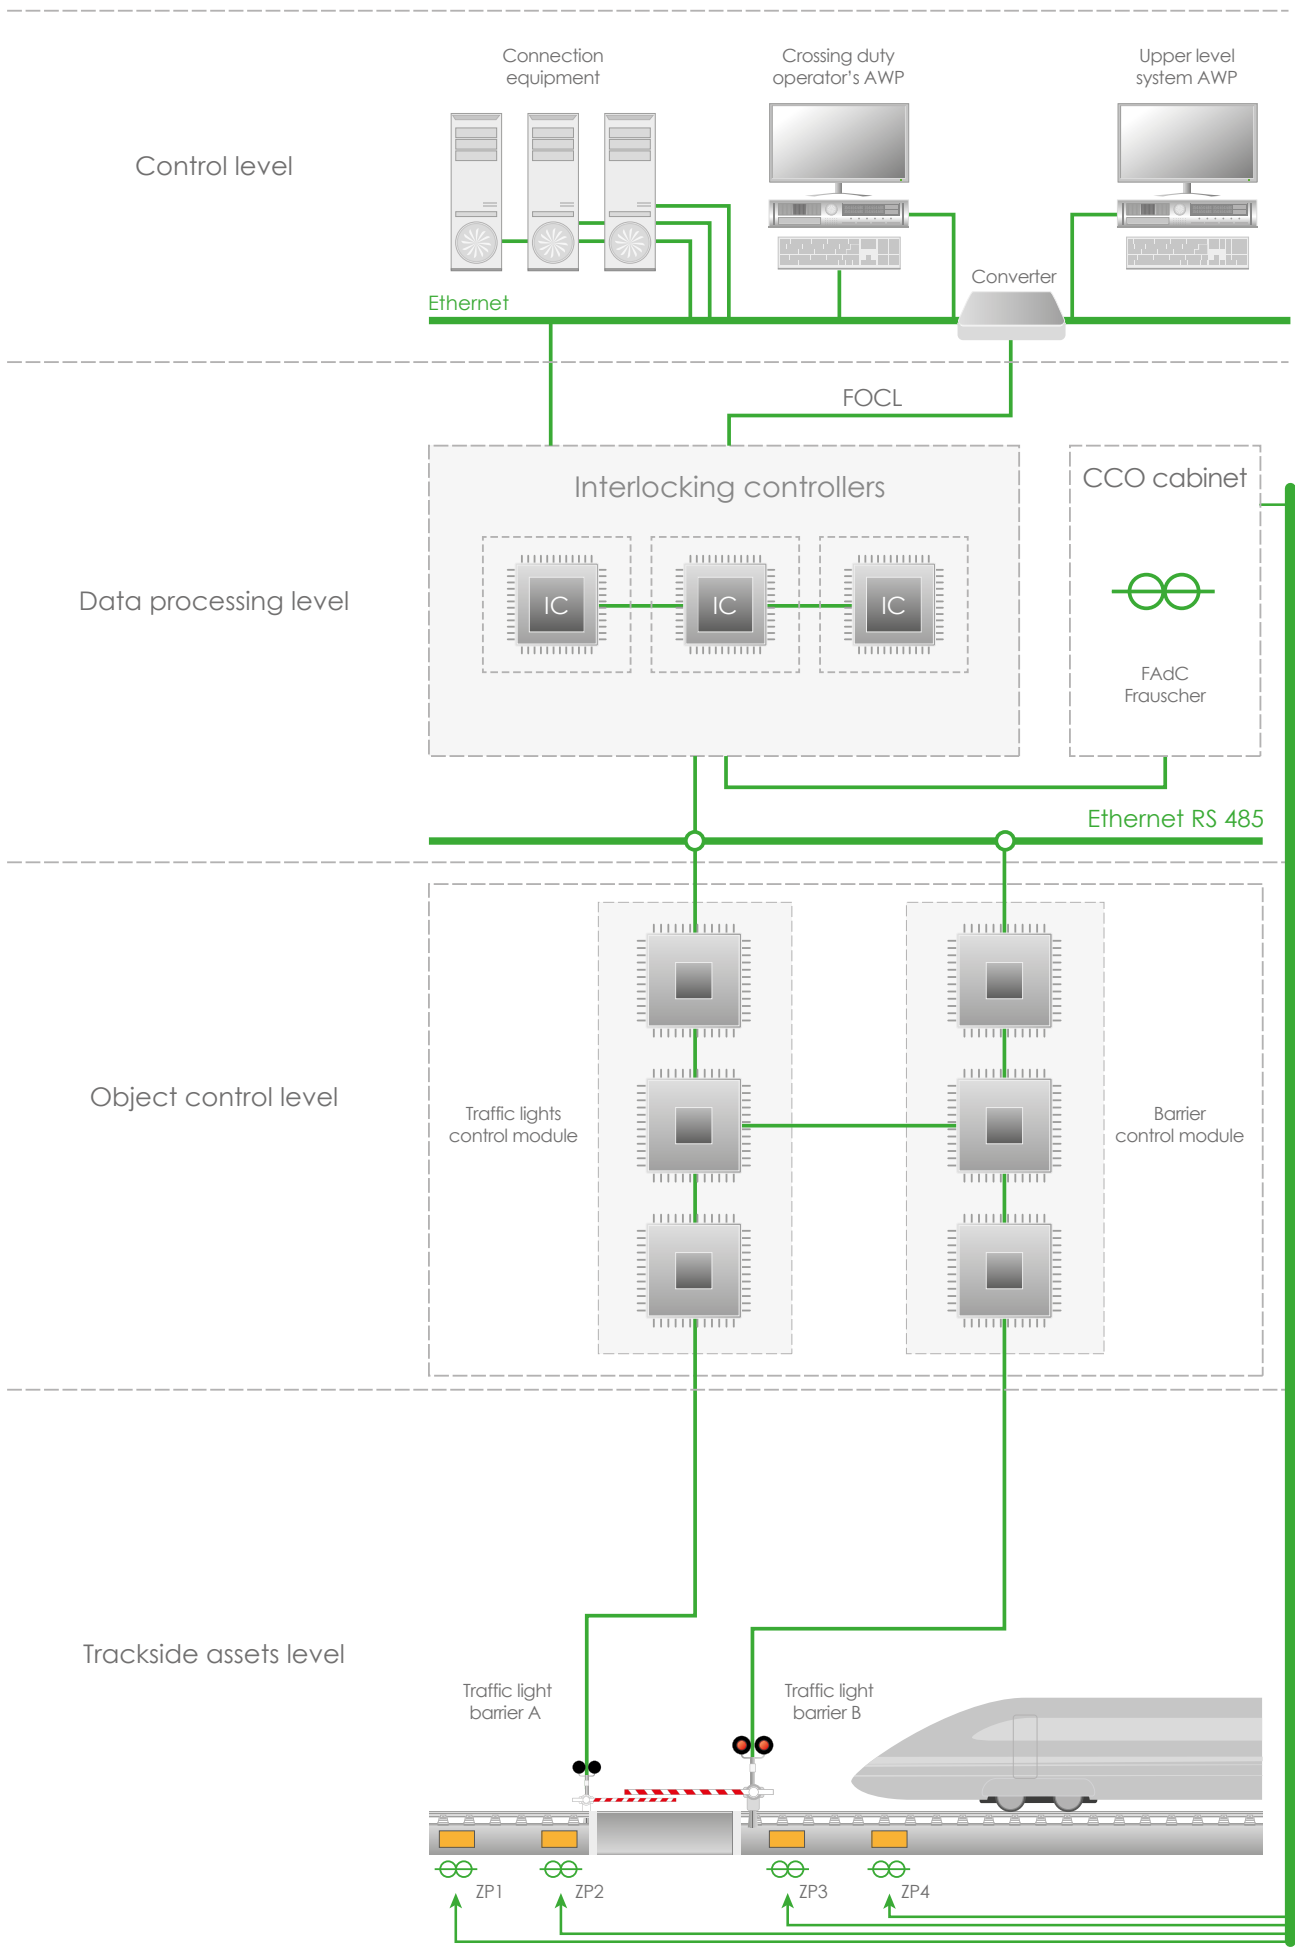 Connection
equipment
Crossing duty
operator's AWP
Upper level
system AWP
Control level
Converter
Ethernet
FOCL
Interlocking controllers
CCO cabinet
IC
IC
IC
Data processing level
FAdC
Frauscher
Ethernet RS 485
Object control level
Traffic lights
control module
Barrier
control module
Trackside assets level
Traffic light
barrier A
Traffic light
barrier B
ZP1
ZP2
ZP3
ZP4